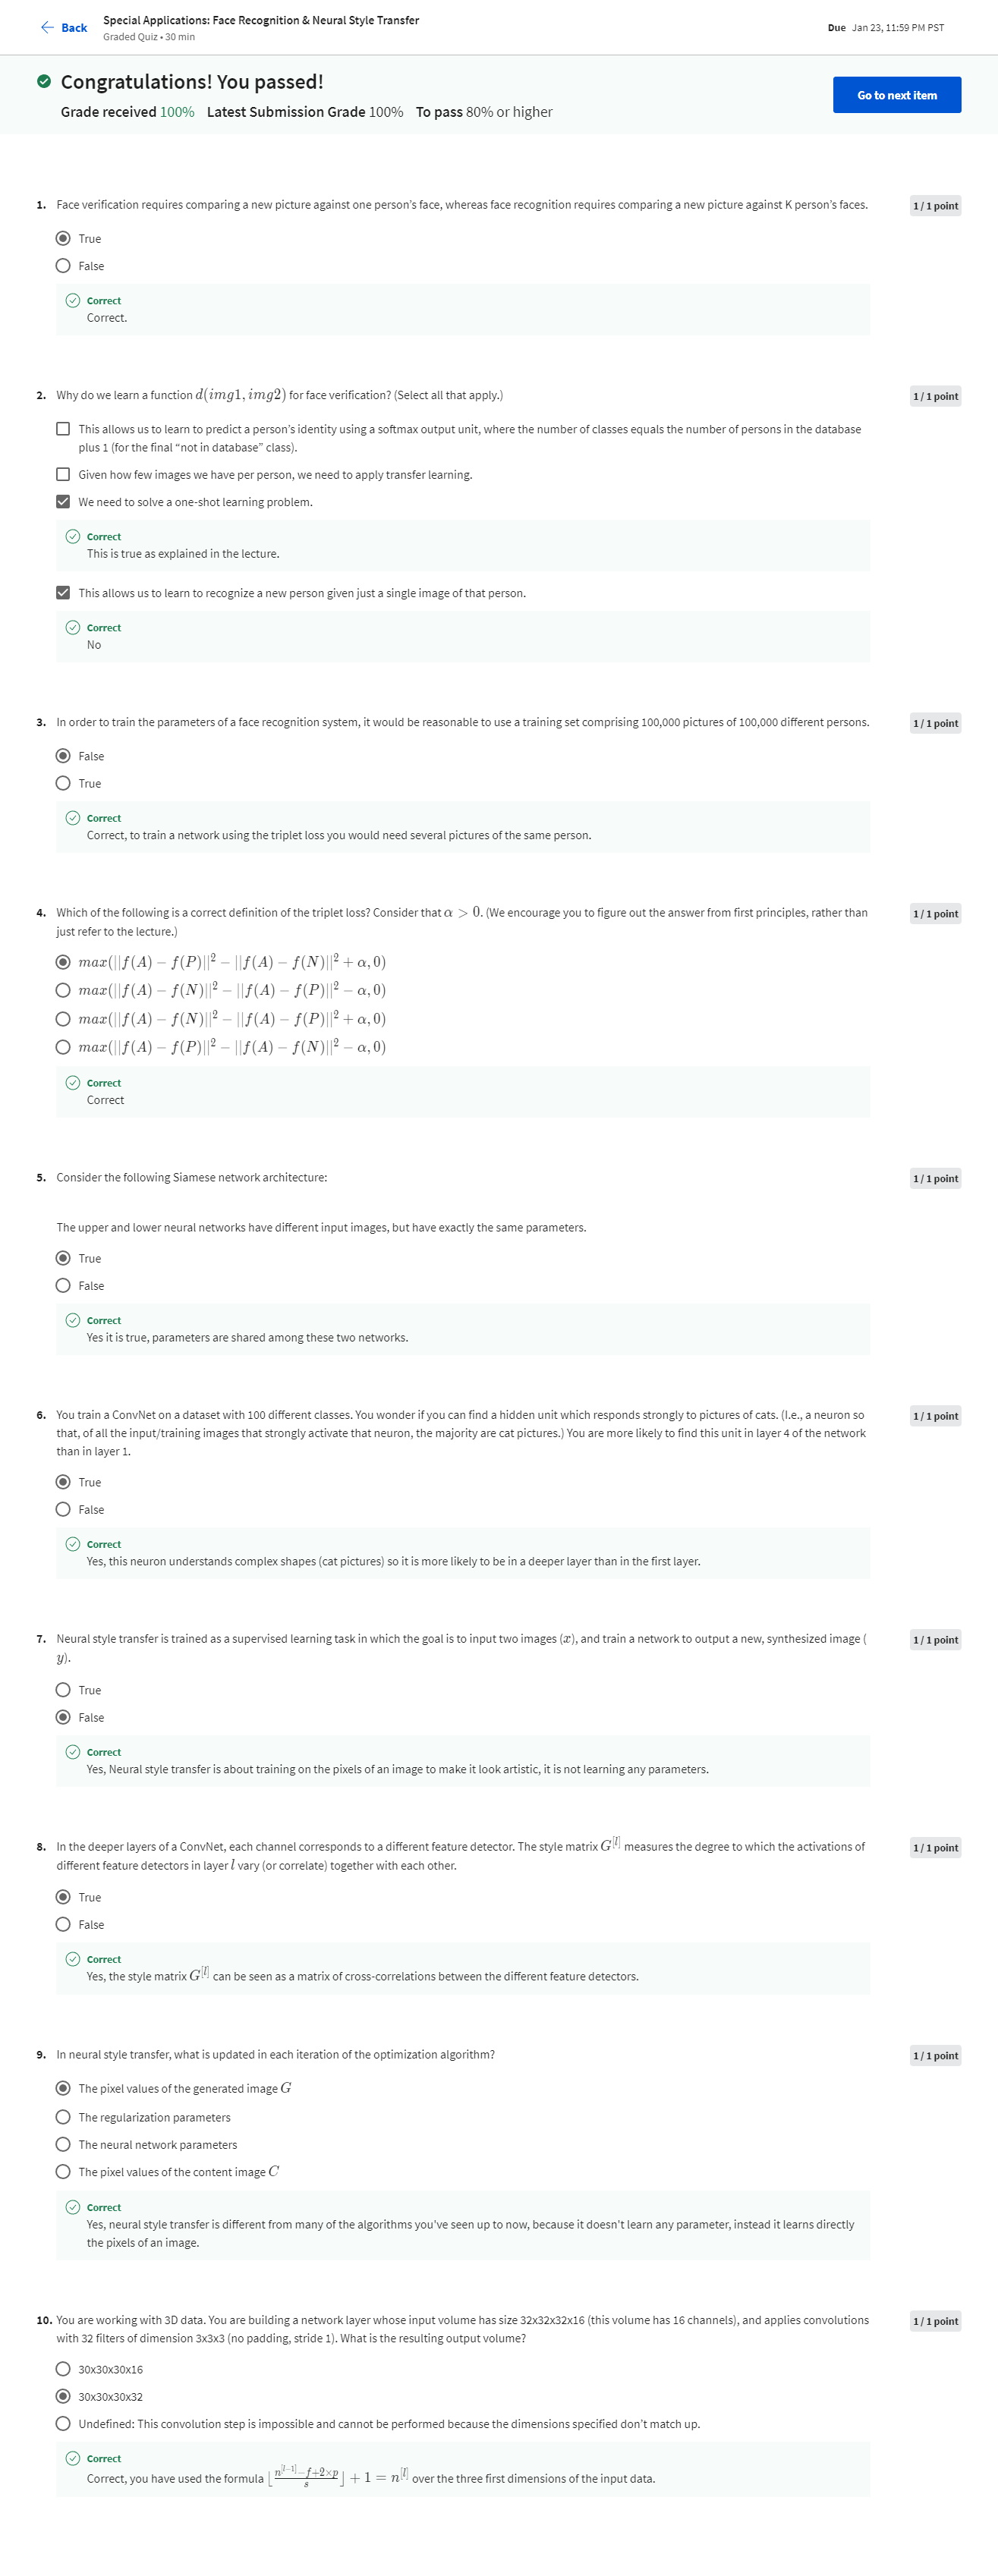 Back
Special Applications: Face Recognition & Neural Style Transfer
Graded Quiz • 30 min
Due Jan 23, 11:59 PM PST
Congratulations! You passed!
Grade received 100% Latest Submission Grade 100% To pass 80% or higher
Go to next item
1. Face verification requires comparing a new picture against one person's face, whereas face recognition requires comparing a new picture against K person's faces.
1 / 1 point
True
False
Correct
Correct.
2. Why do we learn a function d(img1, img2) for face verification? (Select all that apply.)
1 / 1 point
This allows us to learn to predict a person's identity using a softmax output unit, where the number of classes equals the number of persons in the database
plus 1 (for the final “not in database” class).
Given how few images we have per person, we need to apply transfer learning.
We need to solve a one-shot learning problem.
Correct
This is true as explained in the lecture.
This allows us to learn to recognize a new person given just a single image of that person.
Correct
No
3. In order to train the parameters of a face recognition system, it would be reasonable to use a training set comprising 100,000 pictures of 100,000 different persons.
1 / 1 point
False
True
Correct
Correct, to train a network using the triplet loss you would need several pictures of the same person.
4. Which of the following is a correct definition of the triplet loss? Consider that α > 0. (We encourage you to figure out the answer from first principles, rather than
just refer to the lecture.)
1 / 1 point
max(||f(A) − f(P)||² − ||f(A) − f(N)||² + α, 0)
max(||f(A) − f(N)||² − ||f(A) − f(P)||² − α, 0)
max(||f(A) − f(N)||² − ||f(A) − f(P)||² + α, 0)
max(||f(A) − f(P)||² − ||f(A) − f(N)||² − α, 0)
Correct
Correct
5. Consider the following Siamese network architecture:
1 / 1 point
The upper and lower neural networks have different input images, but have exactly the same parameters.
True
False
Correct
Yes it is true, parameters are shared among these two networks.
6. You train a ConvNet on a dataset with 100 different classes. You wonder if you can find a hidden unit which responds strongly to pictures of cats. (I.e., a neuron so
that, of all the input/training images that strongly activate that neuron, the majority are cat pictures.) You are more likely to find this unit in layer 4 of the network
than in layer 1.
1 / 1 point
True
False
Correct
Yes, this neuron understands complex shapes (cat pictures) so it is more likely to be in a deeper layer than in the first layer.
7. Neural style transfer is trained as a supervised learning task in which the goal is to input two images (x), and train a network to output a new, synthesized image (
y).
1 / 1 point
True
False
Correct
Yes, Neural style transfer is about training on the pixels of an image to make it look artistic, it is not learning any parameters.
8. In the deeper layers of a ConvNet, each channel corresponds to a different feature detector. The style matrix G^[l] measures the degree to which the activations of
different feature detectors in layer l vary (or correlate) together with each other.
1 / 1 point
True
False
Correct
Yes, the style matrix G^[l] can be seen as a matrix of cross-correlations between the different feature detectors.
9. In neural style transfer, what is updated in each iteration of the optimization algorithm?
1 / 1 point
The pixel values of the generated image G
The regularization parameters
The neural network parameters
The pixel values of the content image C
Correct
Yes, neural style transfer is different from many of the algorithms you've seen up to now, because it doesn't learn any parameter, instead it learns directly
the pixels of an image.
10. You are working with 3D data. You are building a network layer whose input volume has size 32x32x32x16 (this volume has 16 channels), and applies convolutions
with 32 filters of dimension 3x3x3 (no padding, stride 1). What is the resulting output volume?
1 / 1 point
30x30x30x16
30x30x30x32
Undefined: This convolution step is impossible and cannot be performed because the dimensions specified don't match up.
Correct
Correct, you have used the formula ⌊(n^[l−1] − f + 2 × p) / s⌋ + 1 = n^[l] over the three first dimensions of the input data.